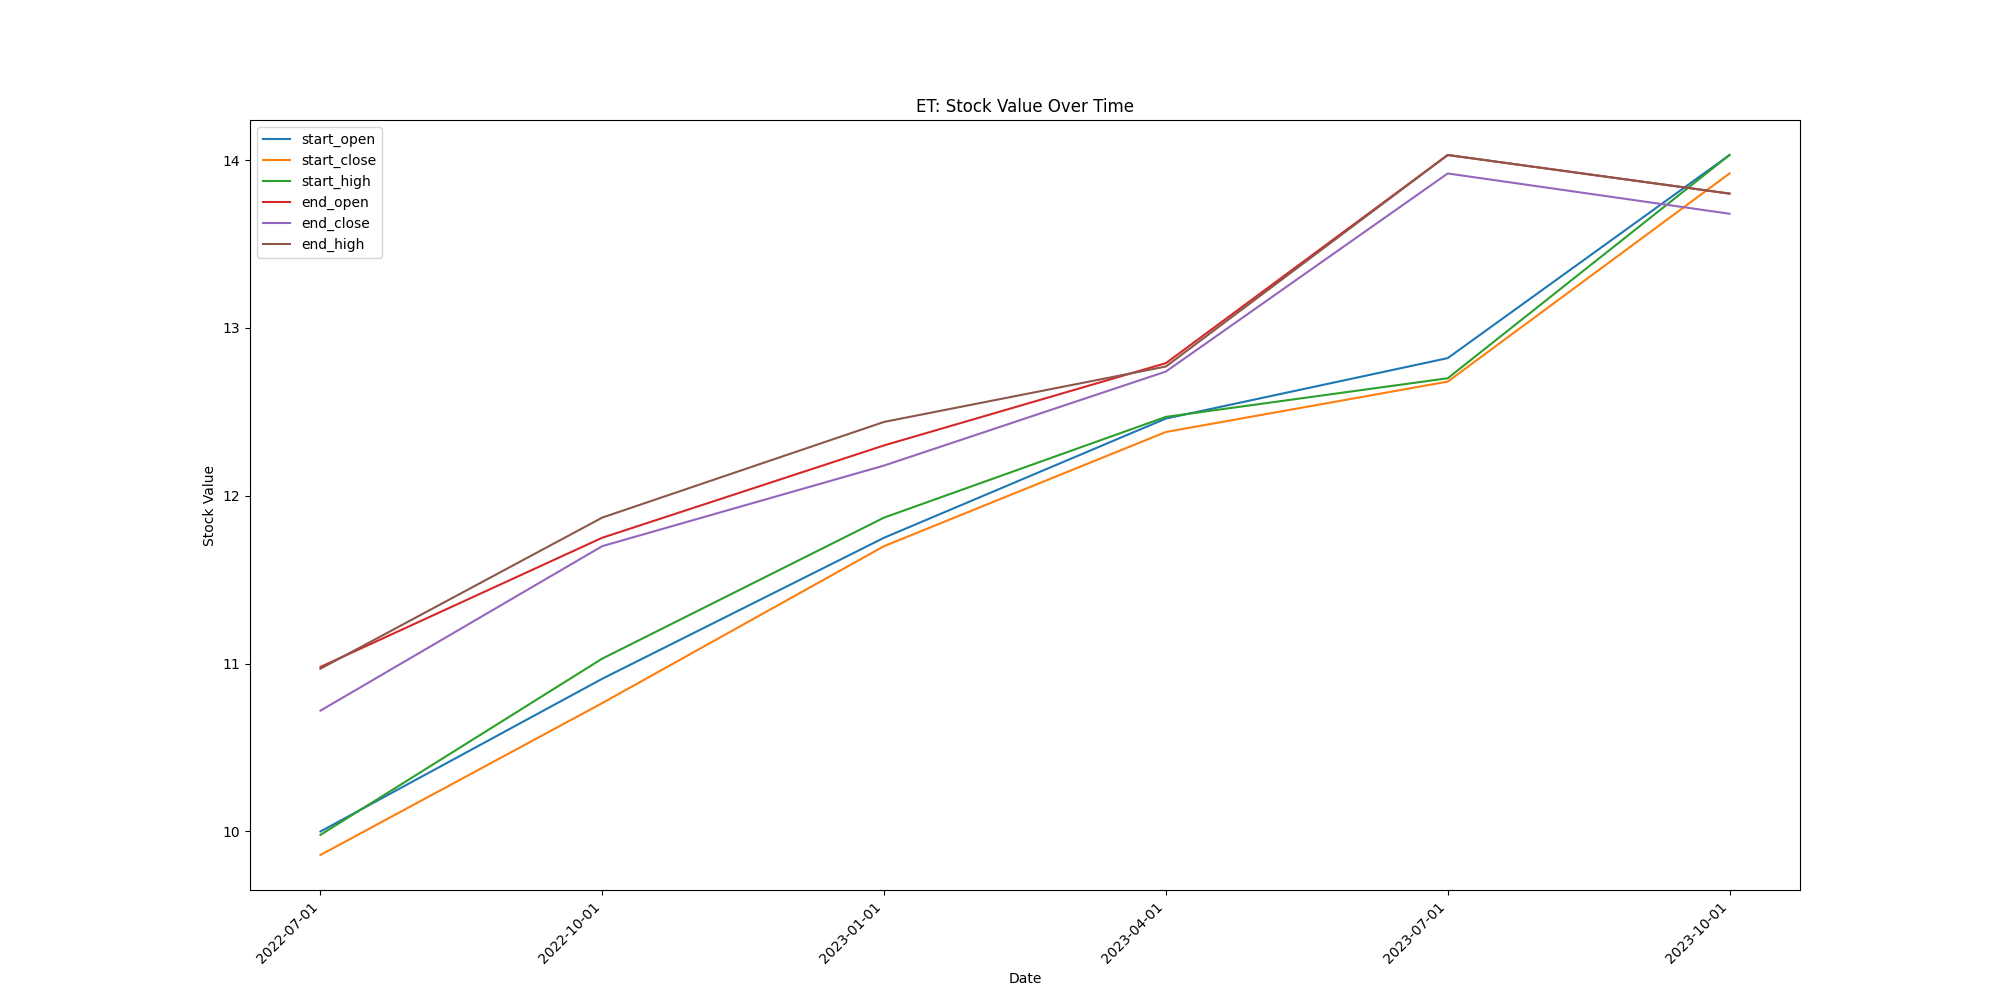 ET: Stock Value Over Time
start_open
start_close
start_high
end_open
end_close
end_high
14
13
12
11
10
Stock Value
2022-07-01
2022-10-01
2023-01-01
2023-04-01
2023-07-01
2023-10-01
Date